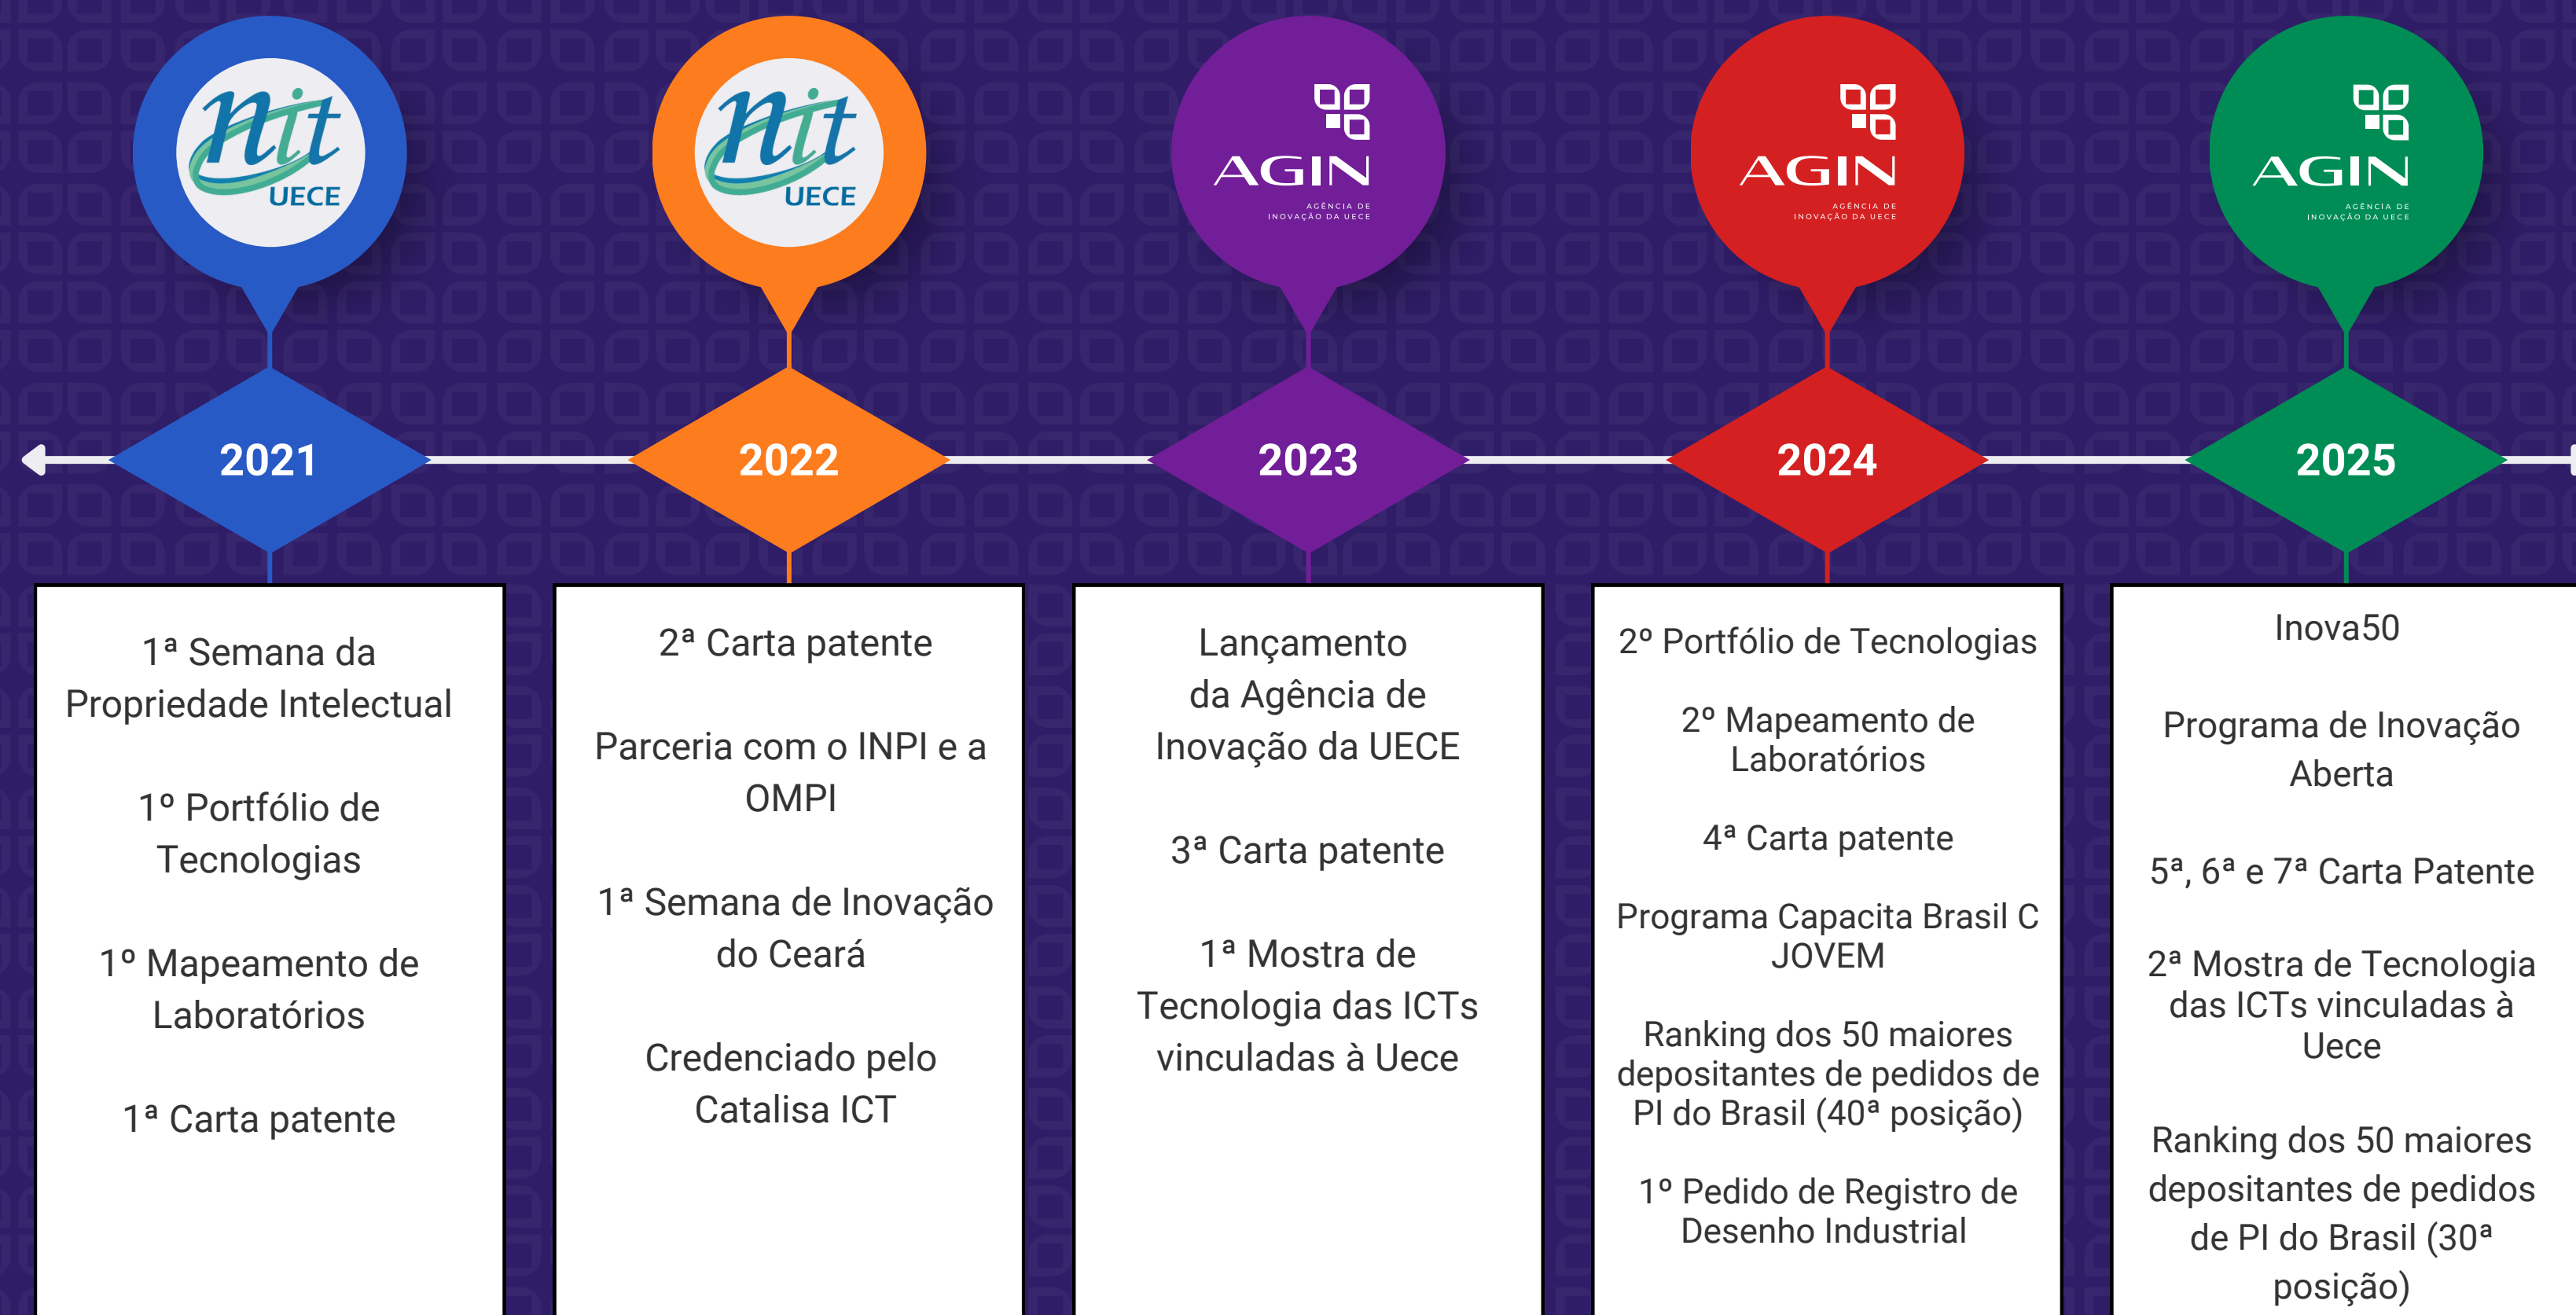 nit
UECE
2021
1ª Semana da
Propriedade Intelectual
1º Portfólio de
Tecnologias
1º Mapeamento de
Laboratórios
1ª Carta patente
nit
UECE
2022
2ª Carta patente
Parceria com o INPI e a
OMPI
1ª Semana de Inovação
do Ceará
Credenciado pelo
Catalisa ICT
AGIN
AGÊNCIA DE
INOVAÇÃO DA UECE
2023
Lançamento
da Agência de
Inovação da UECE
3ª Carta patente
1ª Mostra de
Tecnologia das ICTs
vinculadas à Uece
AGIN
AGÊNCIA DE
INOVAÇÃO DA UECE
2024
2º Portfólio de Tecnologias
2º Mapeamento de
Laboratórios
4ª Carta patente
Programa Capacita Brasil C
JOVEM
Ranking dos 50 maiores
depositantes de pedidos de
PI do Brasil (40ª posição)
1º Pedido de Registro de
Desenho Industrial
AGIN
AGÊNCIA DE
INOVAÇÃO DA UECE
2025
Inova50
Programa de Inovação
Aberta
5ª, 6ª e 7ª Carta Patente
2ª Mostra de Tecnologia
das ICTs vinculadas à
Uece
Ranking dos 50 maiores
depositantes de pedidos
de PI do Brasil (30ª
posição)